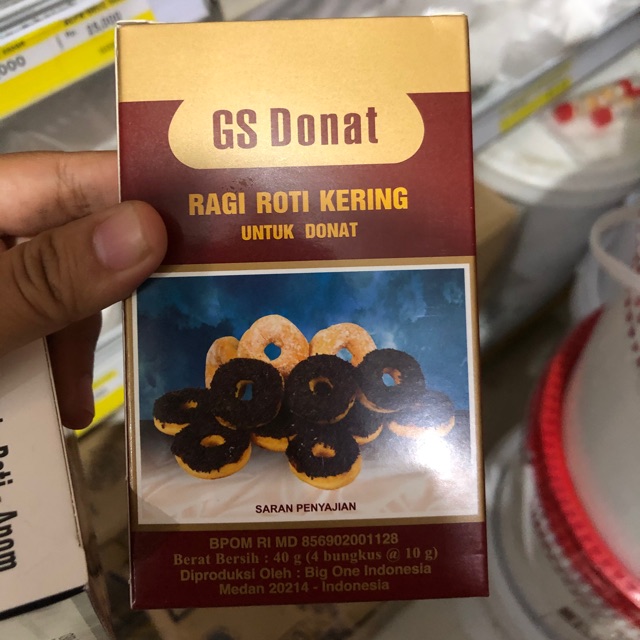 GS Donat
RAGI ROTI KERING
UNTUK DONAT
SARAN PENYAJIAN
BPOM RI MD 856902001128
Berat Bersih : 40 g (4 bungkus @ 10 g)
Diproduksi Oleh : Big One Indonesia
Medan 20214 - Indonesia